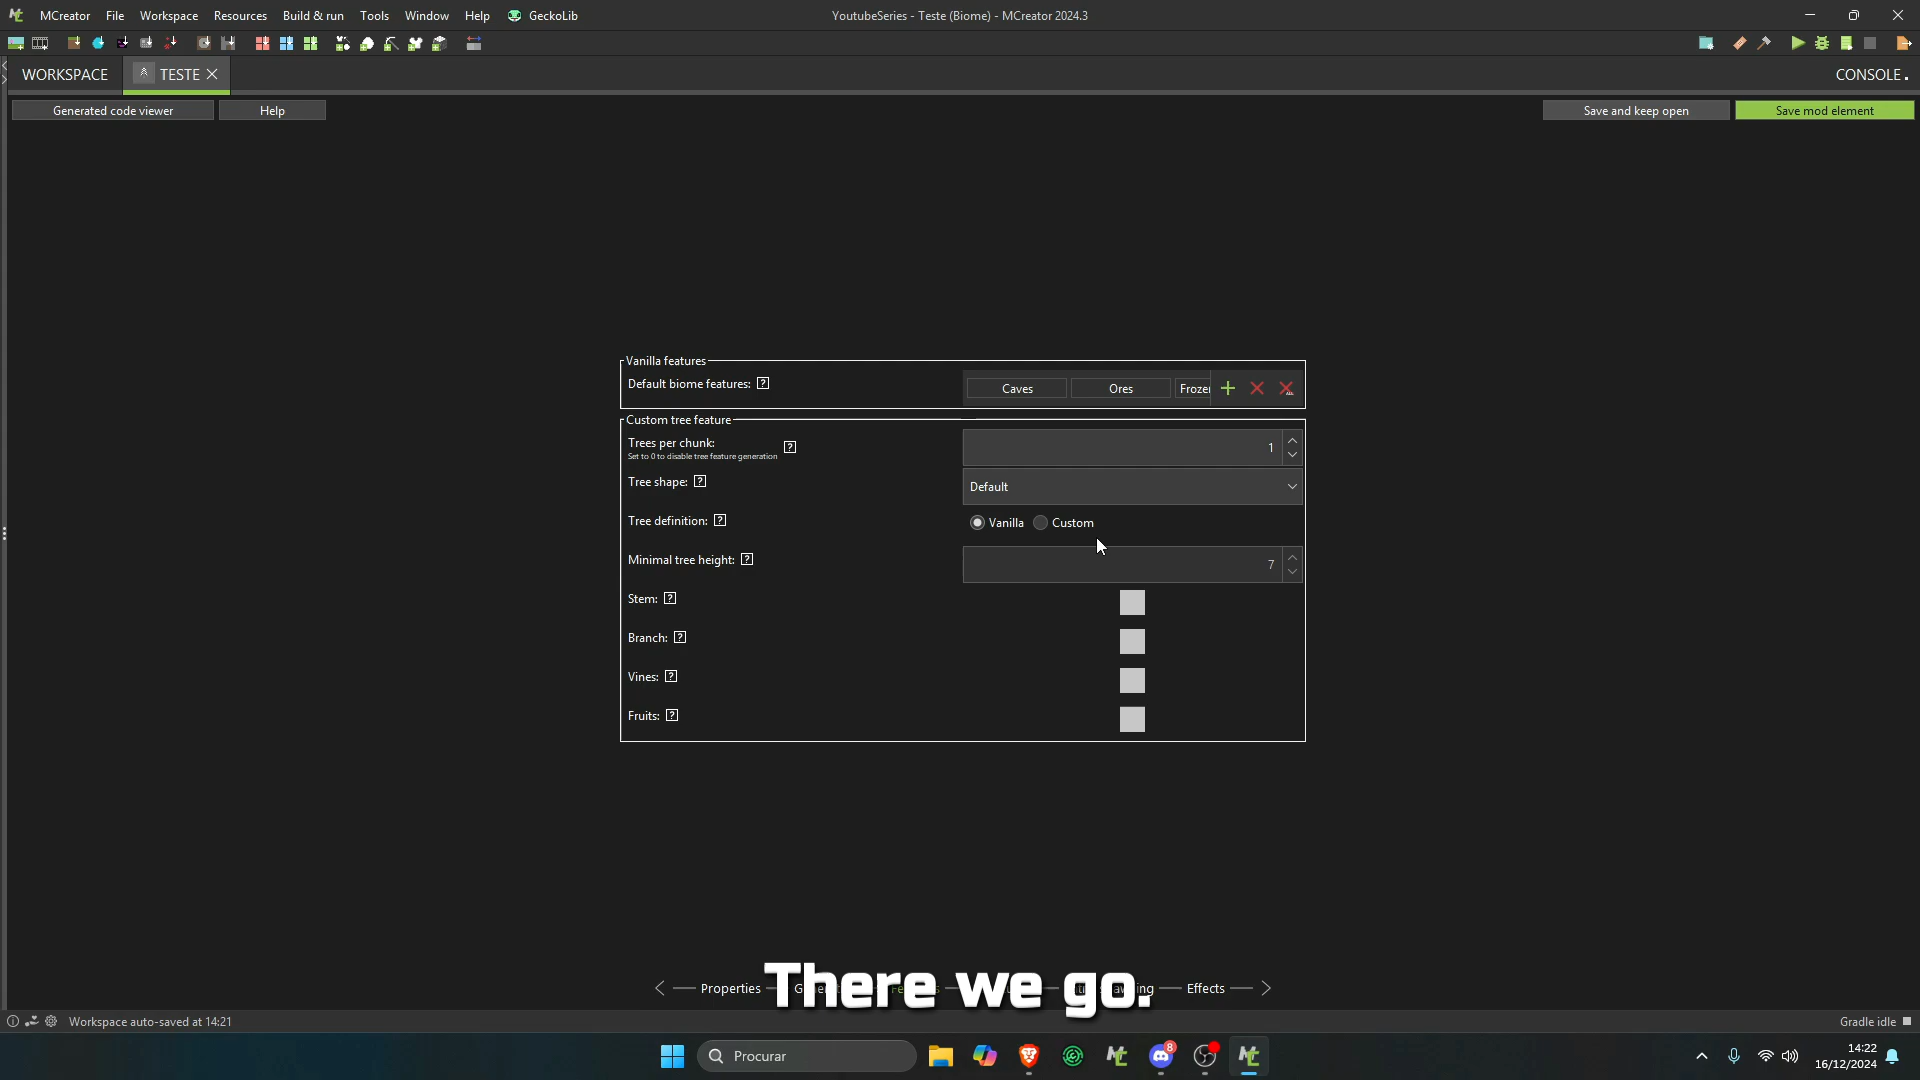 MCreator File Workspace Resources Build & run Tools Window Help GeckoLib YoutubeSeries - Teste (Biome) - MCreator 2024.3
WORKSPACE TESTE CONSOLE
Generated code viewer Help Save and keep open Save mod element
Vanilla features
Default biome features: ? Caves Ores
Custom tree feature
Trees per chunk: ? 1
Set to 0 to disable tree feature generation
Tree shape: ? Default
Tree definition: ? Vanilla Custom
Minimal tree height: ? 7
Stem: ?
Branch: ?
Vines: ?
Fruits: ?
Properties Effects
There we go.
Workspace auto-saved at 14:21 Gradle idle
Procurar 8 14:22
16/12/2024